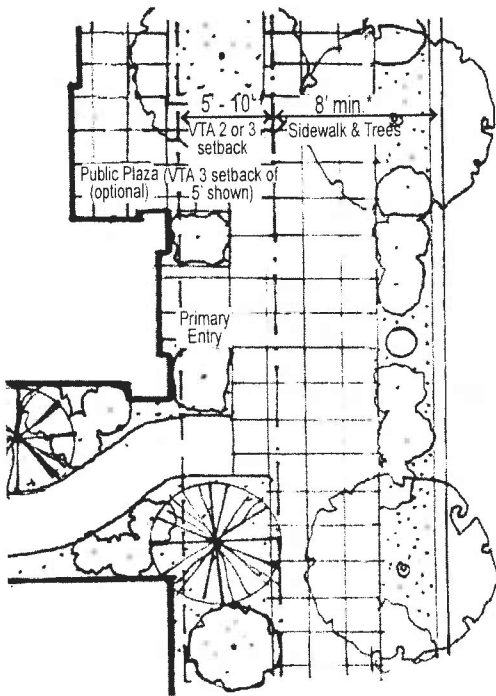 5' - 10'
8' min.*
VTA 2 or 3
setback
Sidewalk & Trees
Public Plaza (VTA 3 setback of
(optional) 5' shown)
Primary
Entry